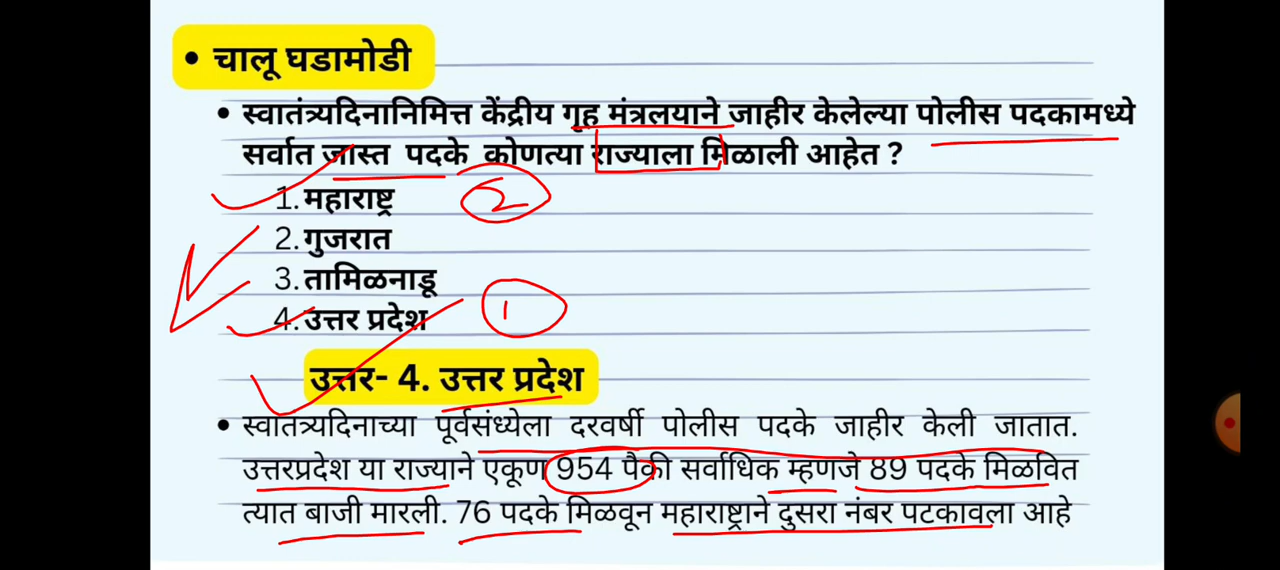 • चालू घडामोडी
• स्वातंत्र्यदिनानिमित्त केंद्रीय गृह मंत्रलयाने जाहीर केलेल्या पोलीस पदकामध्ये
सर्वात जास्त पदके कोणत्या राज्याला मिळाली आहेत ?
1. महाराष्ट्र 2
2. गुजरात
3. तामिळनाडू
4. उत्तर प्रदेश 1
उत्तर- 4. उत्तर प्रदेश
• स्वातंत्र्यदिनाच्या पूर्वसंध्येला दरवर्षी पोलीस पदके जाहीर केली जातात.
उत्तरप्रदेश या राज्याने एकूण 954 पैकी सर्वाधिक म्हणजे 89 पदके मिळवित
त्यात बाजी मारली. 76 पदके मिळवून महाराष्ट्राने दुसरा नंबर पटकावला आहे